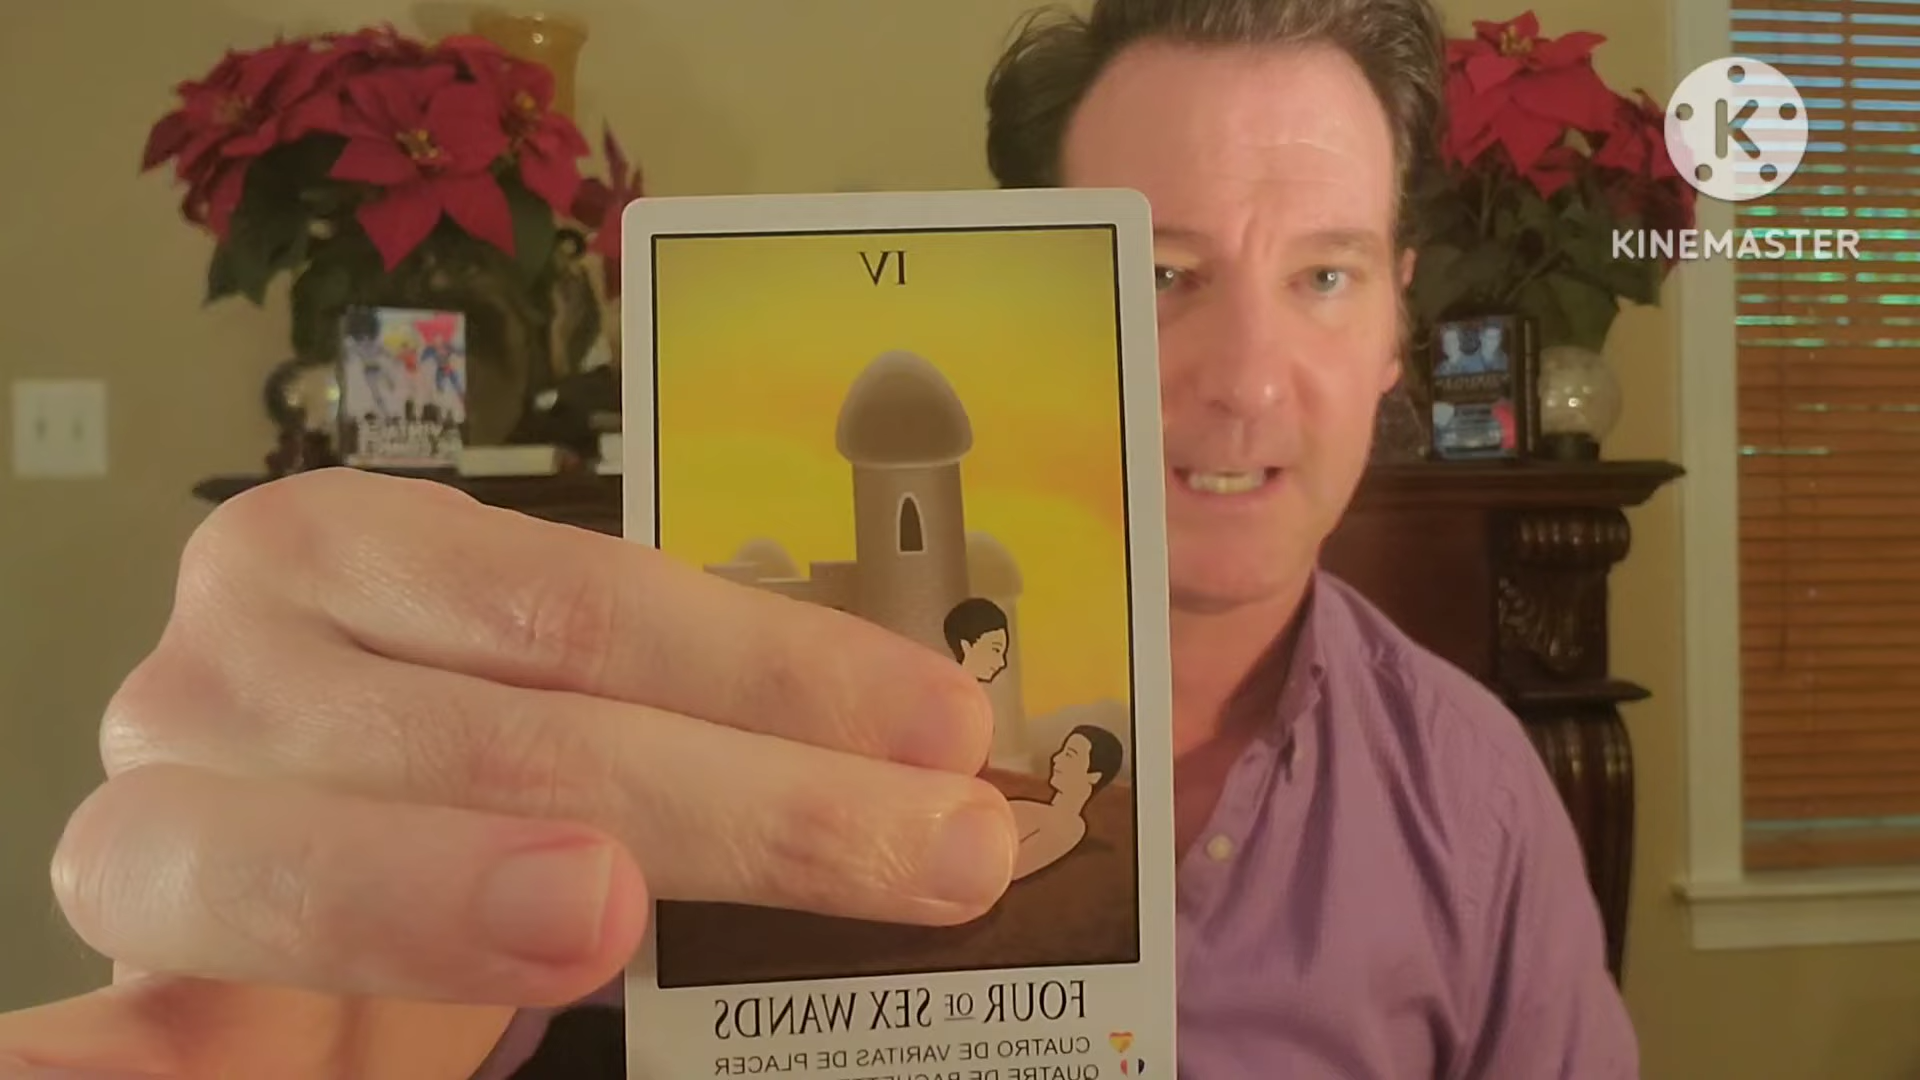 IV
FOUR OF SEX WANDS
CUATRO DE VARITAS DE PLACER
QUATRE DE
K
KINEMASTER